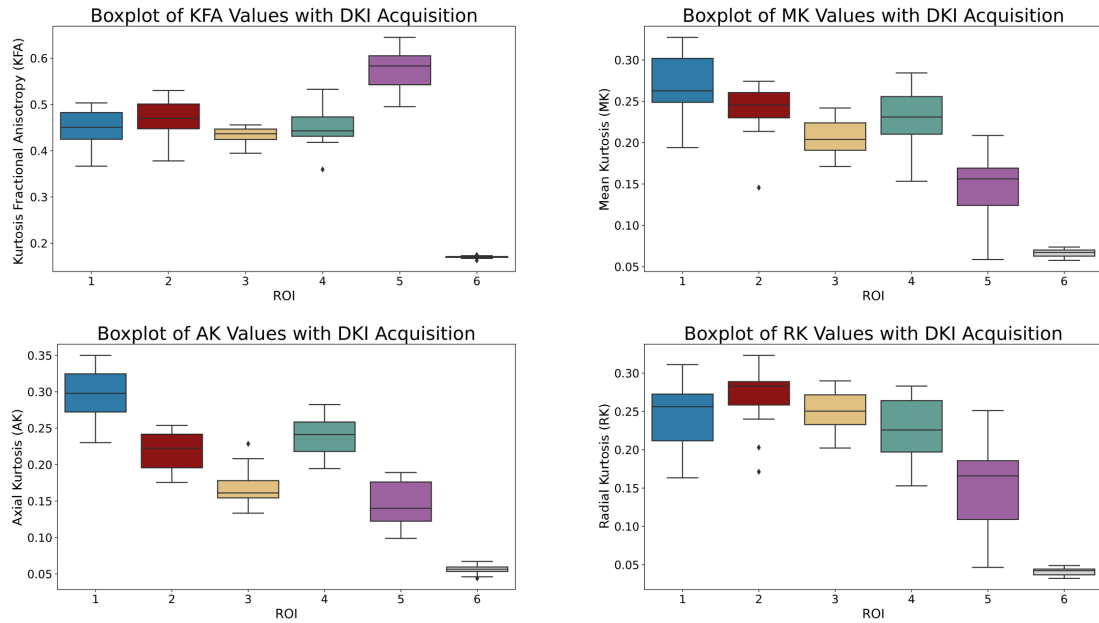 Boxplot of KFA Values with DKI Acquisition
Kurtosis Fractional Anisotropy (KFA)
0.6
0.5
0.4
0.3
0.2
1 2 3 4 5 6
ROI
Boxplot of MK Values with DKI Acquisition
Mean Kurtosis (MK)
0.30
0.25
0.20
0.15
0.10
0.05
1 2 3 4 5 6
ROI
Boxplot of AK Values with DKI Acquisition
Axial Kurtosis (AK)
0.35
0.30
0.25
0.20
0.15
0.10
0.05
1 2 3 4 5 6
ROI
Boxplot of RK Values with DKI Acquisition
Radial Kurtosis (RK)
0.30
0.25
0.20
0.15
0.10
0.05
1 2 3 4 5 6
ROI